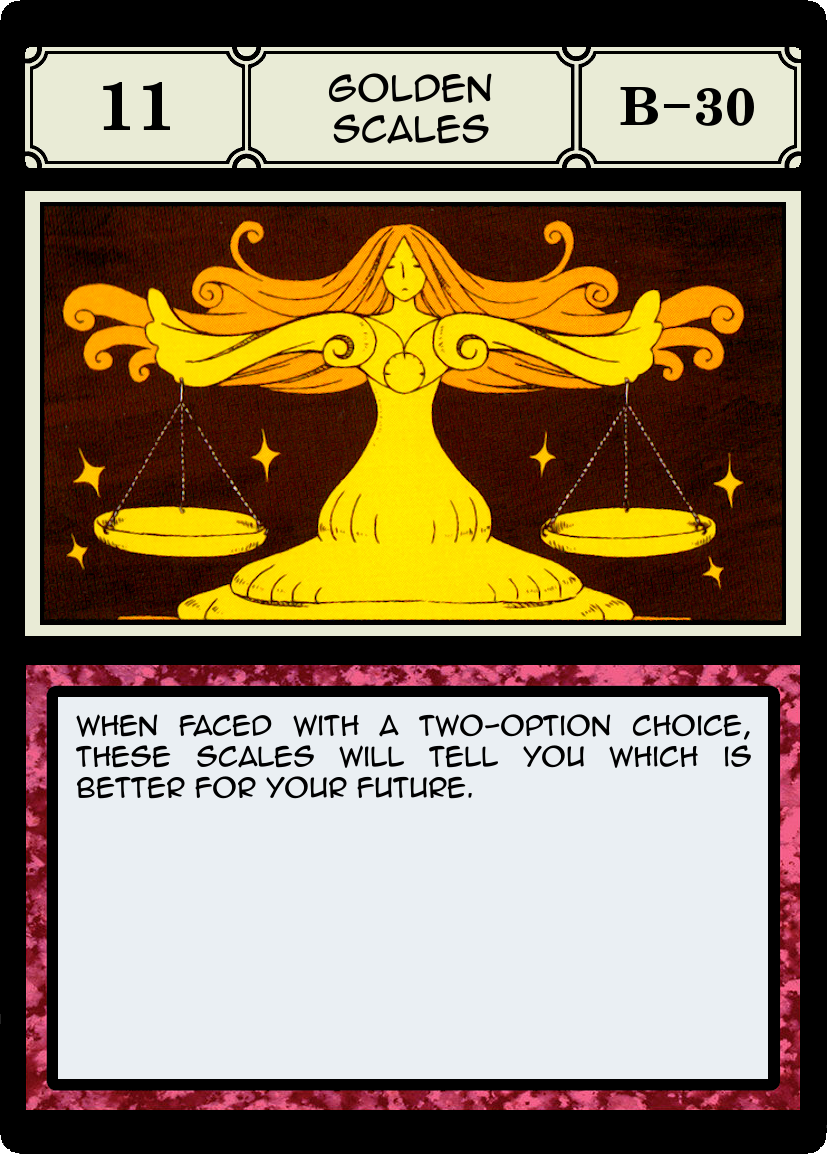 11
GOLDEN
SCALES
B-30
WHEN FACED WITH A TWO-OPTION CHOICE,
THESE SCALES WILL TELL YOU WHICH IS
BETTER FOR YOUR FUTURE.